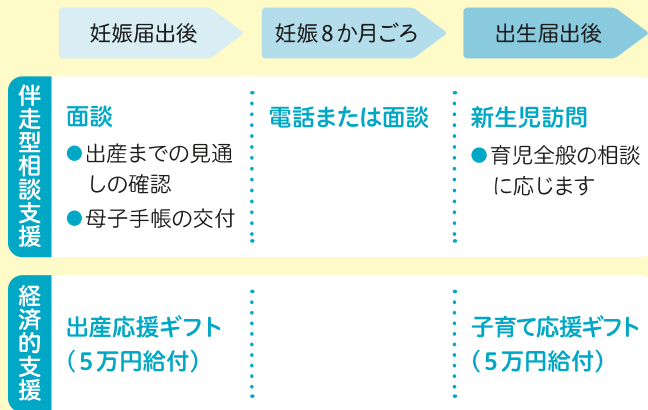 妊娠届出後
妊娠8か月ごろ
出生届出後
伴走型相談支援
面談
●出産までの見通
しの確認
●母子手帳の交付
電話または面談
新生児訪問
●育児全般の相談
に応じます
経済的支援
出産応援ギフト
（5万円給付）
子育て応援ギフト
（5万円給付）